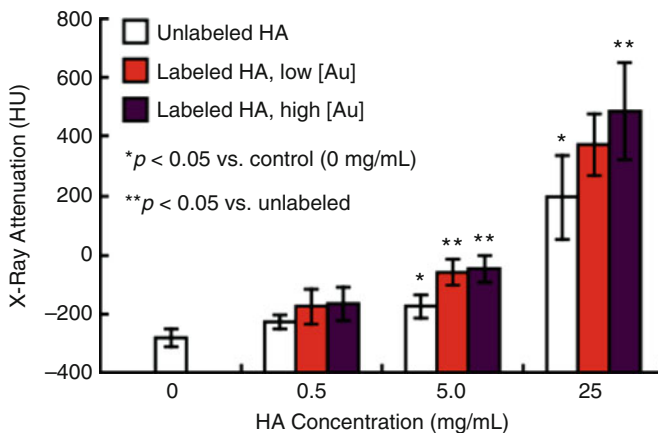 800
600
400
200
0
−200
−400
X-Ray Attenuation (HU)
Unlabeled HA
Labeled HA, low [Au]
Labeled HA, high [Au]
*p < 0.05 vs. control (0 mg/mL)
**p < 0.05 vs. unlabeled
* ** ** * **
0 0.5 5.0 25
HA Concentration (mg/mL)